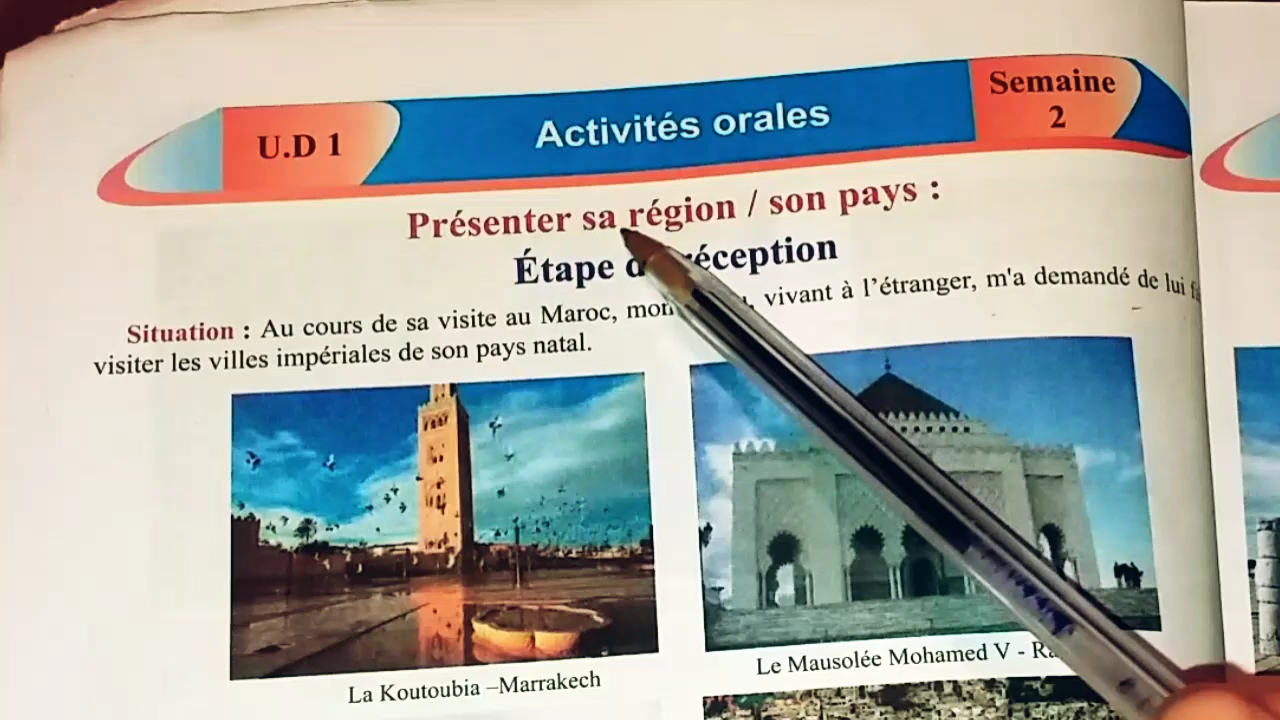 U.D 1
Activités orales
Semaine
2
Présenter sa région / son pays :
Étape réception
Situation : Au cours de sa visite au Maroc, mon , vivant à l’étranger, m'a demandé de lui
visiter les villes impériales de son pays natal.
La Koutoubia –Marrakech
Le Mausolée Mohamed V -